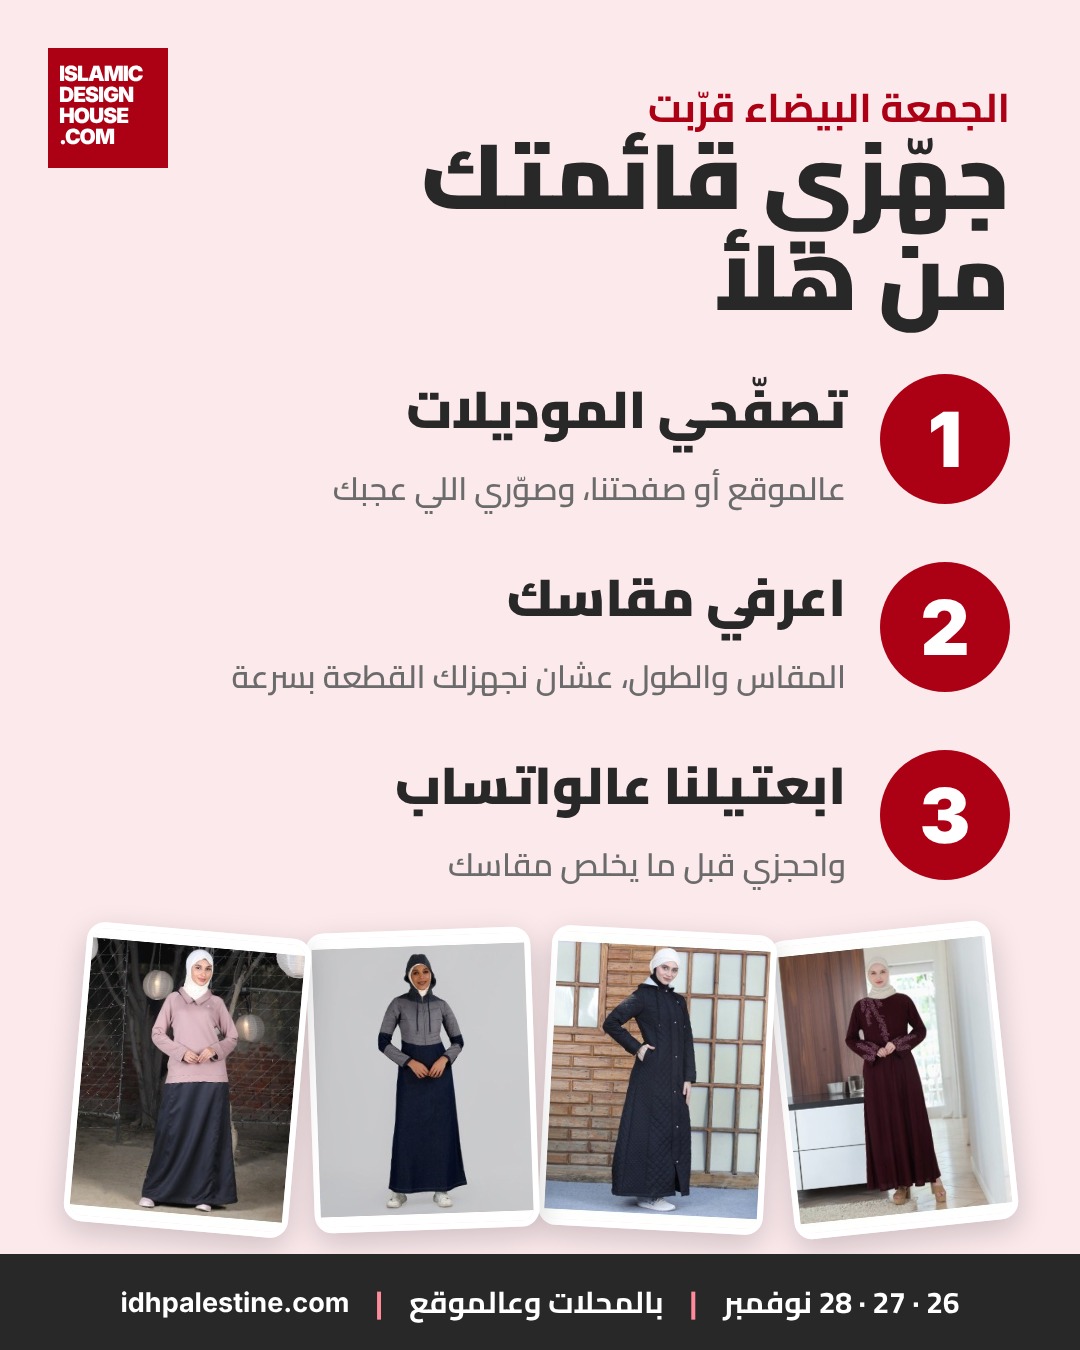 ISLAMIC
DESIGN
HOUSE
.COM
الجمعة البيضاء قرّبت
جهّزي قائمتك
من هلأ
1
تصفّحي الموديلات
عالموقع أو صفحتنا، وصوّري اللي عجبك
2
اعرفي مقاسك
المقاس والطول، عشان نجهزلك القطعة بسرعة
3
ابعتيلنا عالواتساب
واحجزي قبل ما يخلص مقاسك
26 · 27 · 28 نوفمبر | بالمحلات وعالموقع | idhpalestine.com